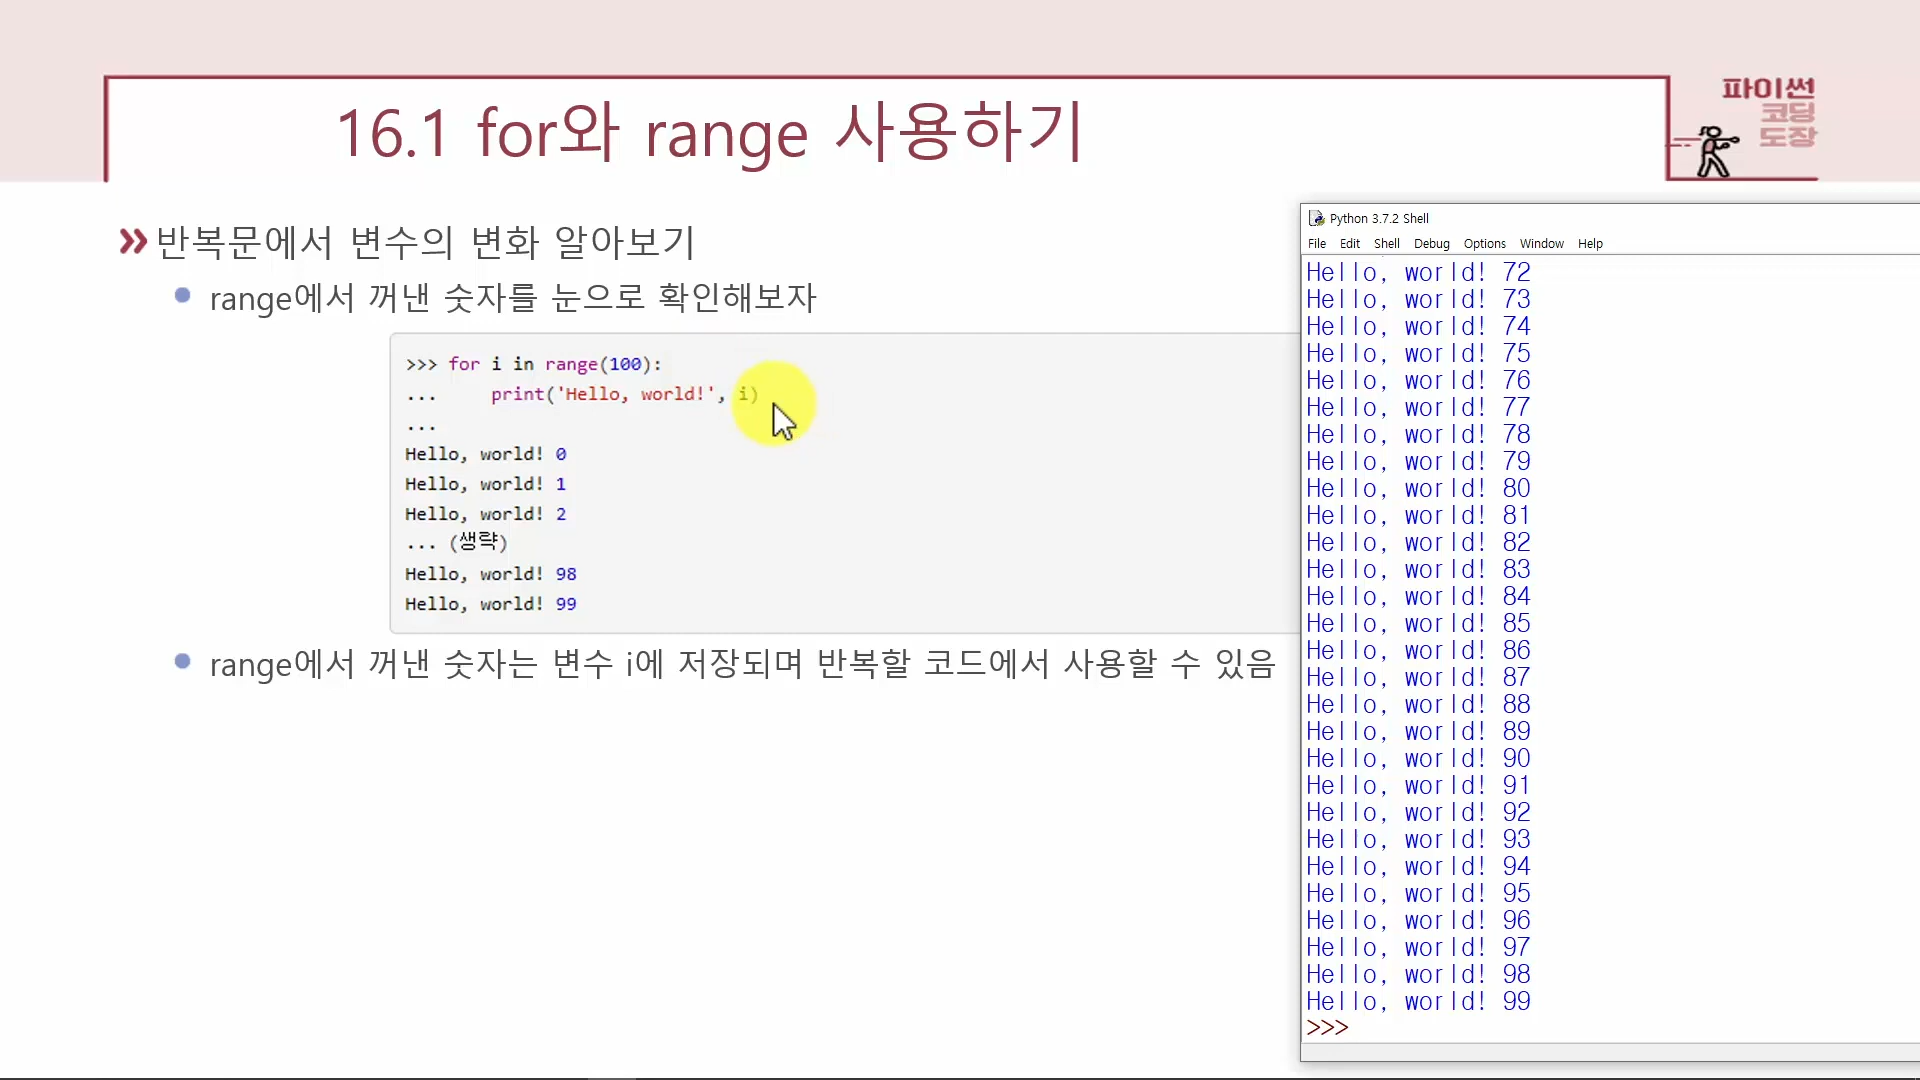 16.1 for와 range 사용하기
파이썬
코딩
도장
반복문에서 변수의 변화 알아보기
range에서 꺼낸 숫자를 눈으로 확인해보자
>>> for i in range(100):
...     print('Hello, world!', i)
...
Hello, world! 0
Hello, world! 1
Hello, world! 2
... (생략)
Hello, world! 98
Hello, world! 99
range에서 꺼낸 숫자는 변수 i에 저장되며 반복할 코드에서 사용할 수 있음
Python 3.7.2 Shell
File Edit Shell Debug Options Window Help
Hello, world! 72
Hello, world! 73
Hello, world! 74
Hello, world! 75
Hello, world! 76
Hello, world! 77
Hello, world! 78
Hello, world! 79
Hello, world! 80
Hello, world! 81
Hello, world! 82
Hello, world! 83
Hello, world! 84
Hello, world! 85
Hello, world! 86
Hello, world! 87
Hello, world! 88
Hello, world! 89
Hello, world! 90
Hello, world! 91
Hello, world! 92
Hello, world! 93
Hello, world! 94
Hello, world! 95
Hello, world! 96
Hello, world! 97
Hello, world! 98
Hello, world! 99
>>>